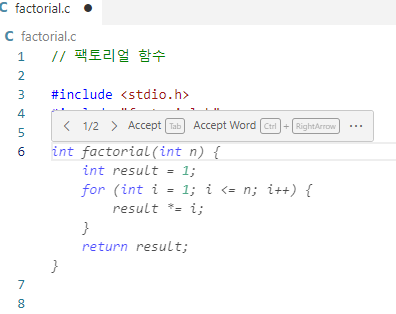 factorial.c
factorial.c
1 // 팩토리얼 함수
2
3 #include <stdio.h>
4
1/2 Accept Tab Accept Word Ctrl + RightArrow ...
5
6 int factorial(int n) {
int result = 1;
for (int i = 1; i <= n; i++) {
result *= i;
}
return result;
}
7
8